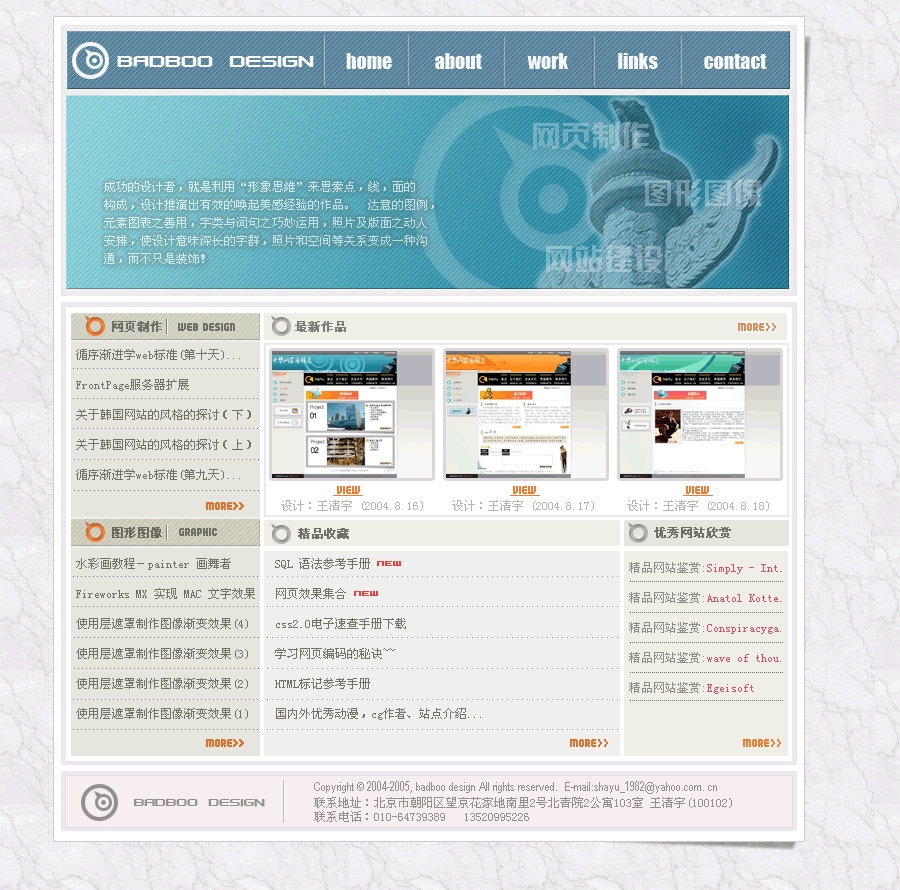 BADBOO DESIGN
home
about
work
links
contact
网页制作
图形图像
网站建设
成功的设计者，就是利用“形象思维”来思索点，线，面的
构成，设计推演出有效的唤起美感经验的作品。 达意的图例，
元素图表之善用，字类与词句之巧妙运用，照片及版面之动人
安排，使设计意味深长的字群，照片和空间等关系变成一种沟
通，而不只是装饰!
网页制作 WEB DESIGN
循序渐进学web标准(第十天)...
FrontPage服务器扩展
关于韩国网站的风格的探讨（下）
关于韩国网站的风格的探讨（上）
循序渐进学web标准(第九天)...
MORE>>
最新作品
MORE>>
Project
01
Project
02
VIEW
VIEW
VIEW
设计：王渚宇 (2004.8.16)
设计：王渚宇 (2004.8.17)
设计：王渚宇 (2004.8.18)
图形图像 GRAPHIC
水彩画教程－painter 画舞者
Fireworks MX 实现 MAC 文字效果
使用层遮罩制作图像渐变效果(4)
使用层遮罩制作图像渐变效果(3)
使用层遮罩制作图像渐变效果(2)
使用层遮罩制作图像渐变效果(1)
MORE>>
精品收藏
SQL 语法参考手册 NEW
网页效果集合 NEW
css2.0电子速查手册下载
学习网页编码的秘诀~~
HTML标记参考手册
国内外优秀动漫，cg作者、站点介绍...
MORE>>
优秀网站欣赏
精品网站鉴赏:Simply - Int.
精品网站鉴赏:Anatol Kotte.
精品网站鉴赏:Conspiracyga.
精品网站鉴赏:wave of thou.
精品网站鉴赏:Egeisoft
MORE>>
BADBOO DESIGN
Copyright © 2004-2005, badboo design All rights reserved. E-mail:shayu_1982@yahoo.com. cn
联系地址：北京市朝阳区望京花家地南里2号北青院2公寓103室 王渚宇(100102)
联系电话：010-64739389 13520995226